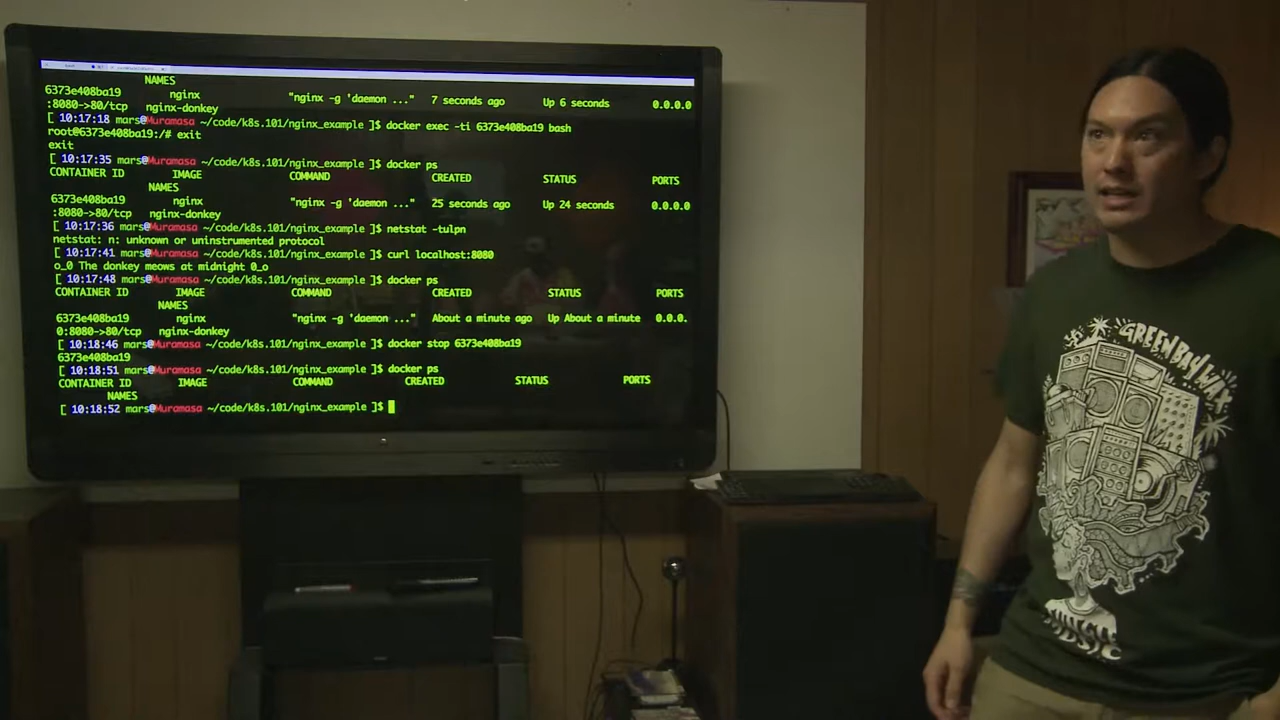 NAMES
6373e408ba19 nginx "nginx -g 'daemon ..." 7 seconds ago Up 6 seconds 0.0.0.0
:8080->80/tcp nginx-donkey
[ 10:17:18 mars@Muramasa ~/code/k8s.101/nginx_example ]$ docker exec -ti 6373e408ba19 bash
root@6373e408ba19:/# exit
exit
[ 10:17:35 mars@Muramasa ~/code/k8s.101/nginx_example ]$ docker ps
CONTAINER ID IMAGE COMMAND CREATED STATUS PORTS
NAMES
6373e408ba19 nginx "nginx -g 'daemon ..." 25 seconds ago Up 24 seconds 0.0.0.0
:8080->80/tcp nginx-donkey
[ 10:17:36 mars@Muramasa ~/code/k8s.101/nginx_example ]$ netstat -tulpn
netstat: n: unknown or uninstrumented protocol
[ 10:17:41 mars@Muramasa ~/code/k8s.101/nginx_example ]$ curl localhost:8080
o_0 The donkey meows at midnight 0_o
[ 10:17:48 mars@Muramasa ~/code/k8s.101/nginx_example ]$ docker ps
CONTAINER ID IMAGE COMMAND CREATED STATUS PORTS
NAMES
6373e408ba19 nginx "nginx -g 'daemon ..." About a minute ago Up About a minute 0.0.0.
0:8080->80/tcp nginx-donkey
[ 10:18:46 mars@Muramasa ~/code/k8s.101/nginx_example ]$ docker stop 6373e408ba19
6373e408ba19
[ 10:18:51 mars@Muramasa ~/code/k8s.101/nginx_example ]$ docker ps
CONTAINER ID IMAGE COMMAND CREATED STATUS PORTS
NAMES
[ 10:18:52 mars@Muramasa ~/code/k8s.101/nginx_example ]$
GREEN BAY WAX
MUSIC